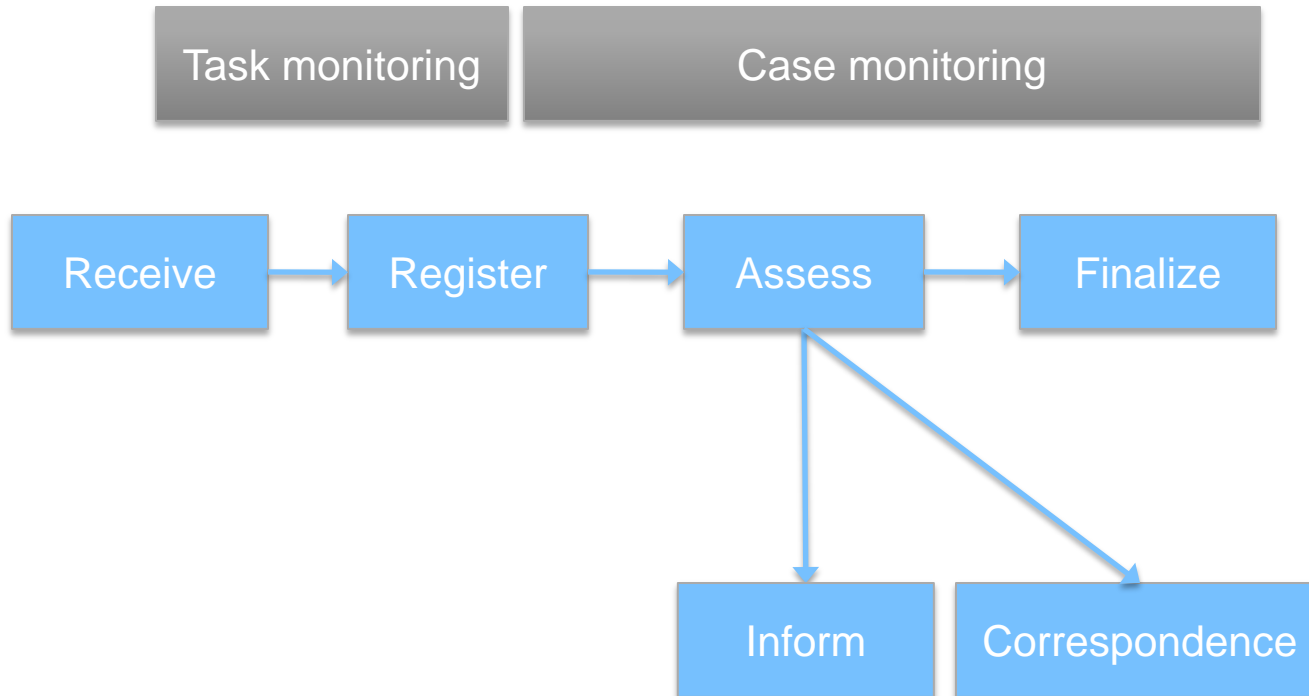 Task monitoring
Case monitoring
Receive
Register
Assess
Finalize
Inform
Correspondence